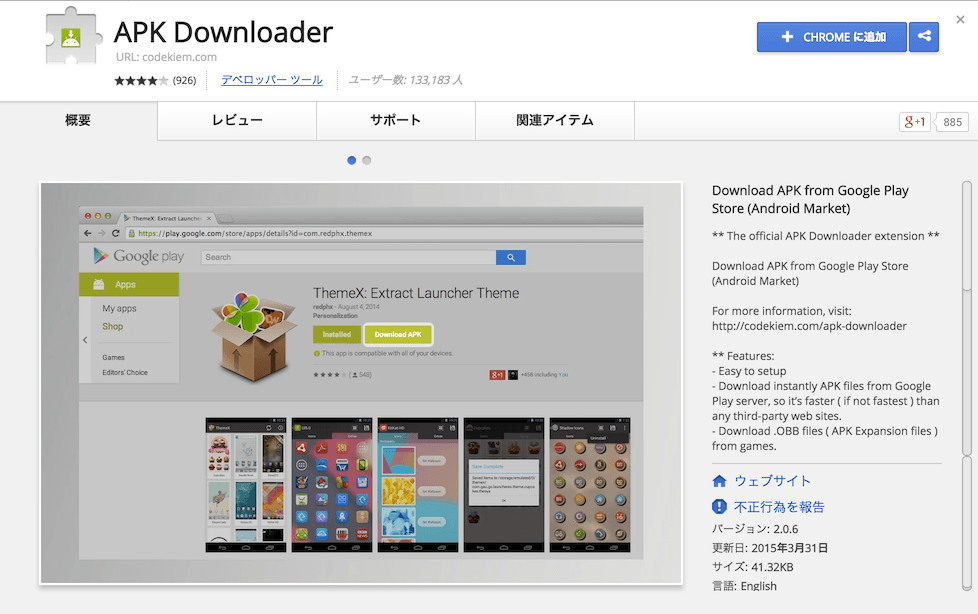 APK Downloader
URL: codekiem.com
(926)
デベロッパー ツール
ユーザー数: 133,183 人
CHROME に追加
概要
レビュー
サポート
関連アイテム
g+1
885
ThemeX: Extract Launcher
https://play.google.com/store/apps/details?id=com.redphx.themex
Google play
Search
Apps
My apps
Shop
Games
Editors' Choice
ThemeX: Extract Launcher Theme
redphx - August 4, 2014
Personalization
Installed
Download APK
This app is compatible with all of your devices.
(548)
g+1
+458 including You
Download APK from Google Play
Store (Android Market)
** The official APK Downloader extension **
Download APK from Google Play Store
(Android Market)
For more information, visit:
http://codekiem.com/apk-downloader
** Features:
- Easy to setup
- Download instantly APK files from Google
Play server, so it's faster ( if not fastest ) than
any third-party web sites.
- Download .OBB files ( APK Expansion files )
from games.
ウェブサイト
不正行為を報告
バージョン: 2.0.6
更新日: 2015年3月31日
サイズ: 41.32KB
言語: English